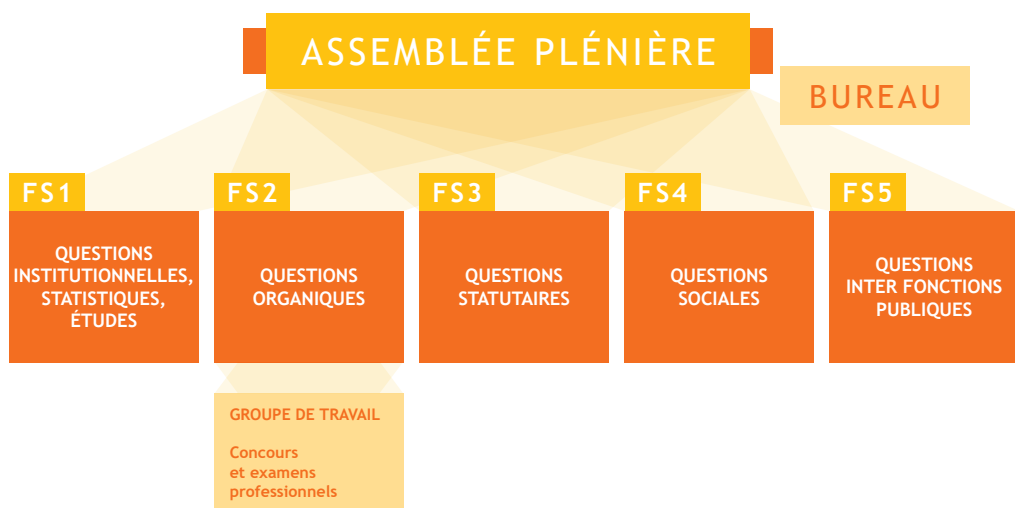 ASSEMBLÉE PLÉNIÈRE
BUREAU
FS1
QUESTIONS
INSTITUTIONNELLES,
STATISTIQUES,
ÉTUDES
FS2
QUESTIONS
ORGANIQUES
FS3
QUESTIONS
STATUTAIRES
FS4
QUESTIONS
SOCIALES
FS5
QUESTIONS
INTER FONCTIONS
PUBLIQUES
GROUPE DE TRAVAIL
Concours
et examens
professionnels